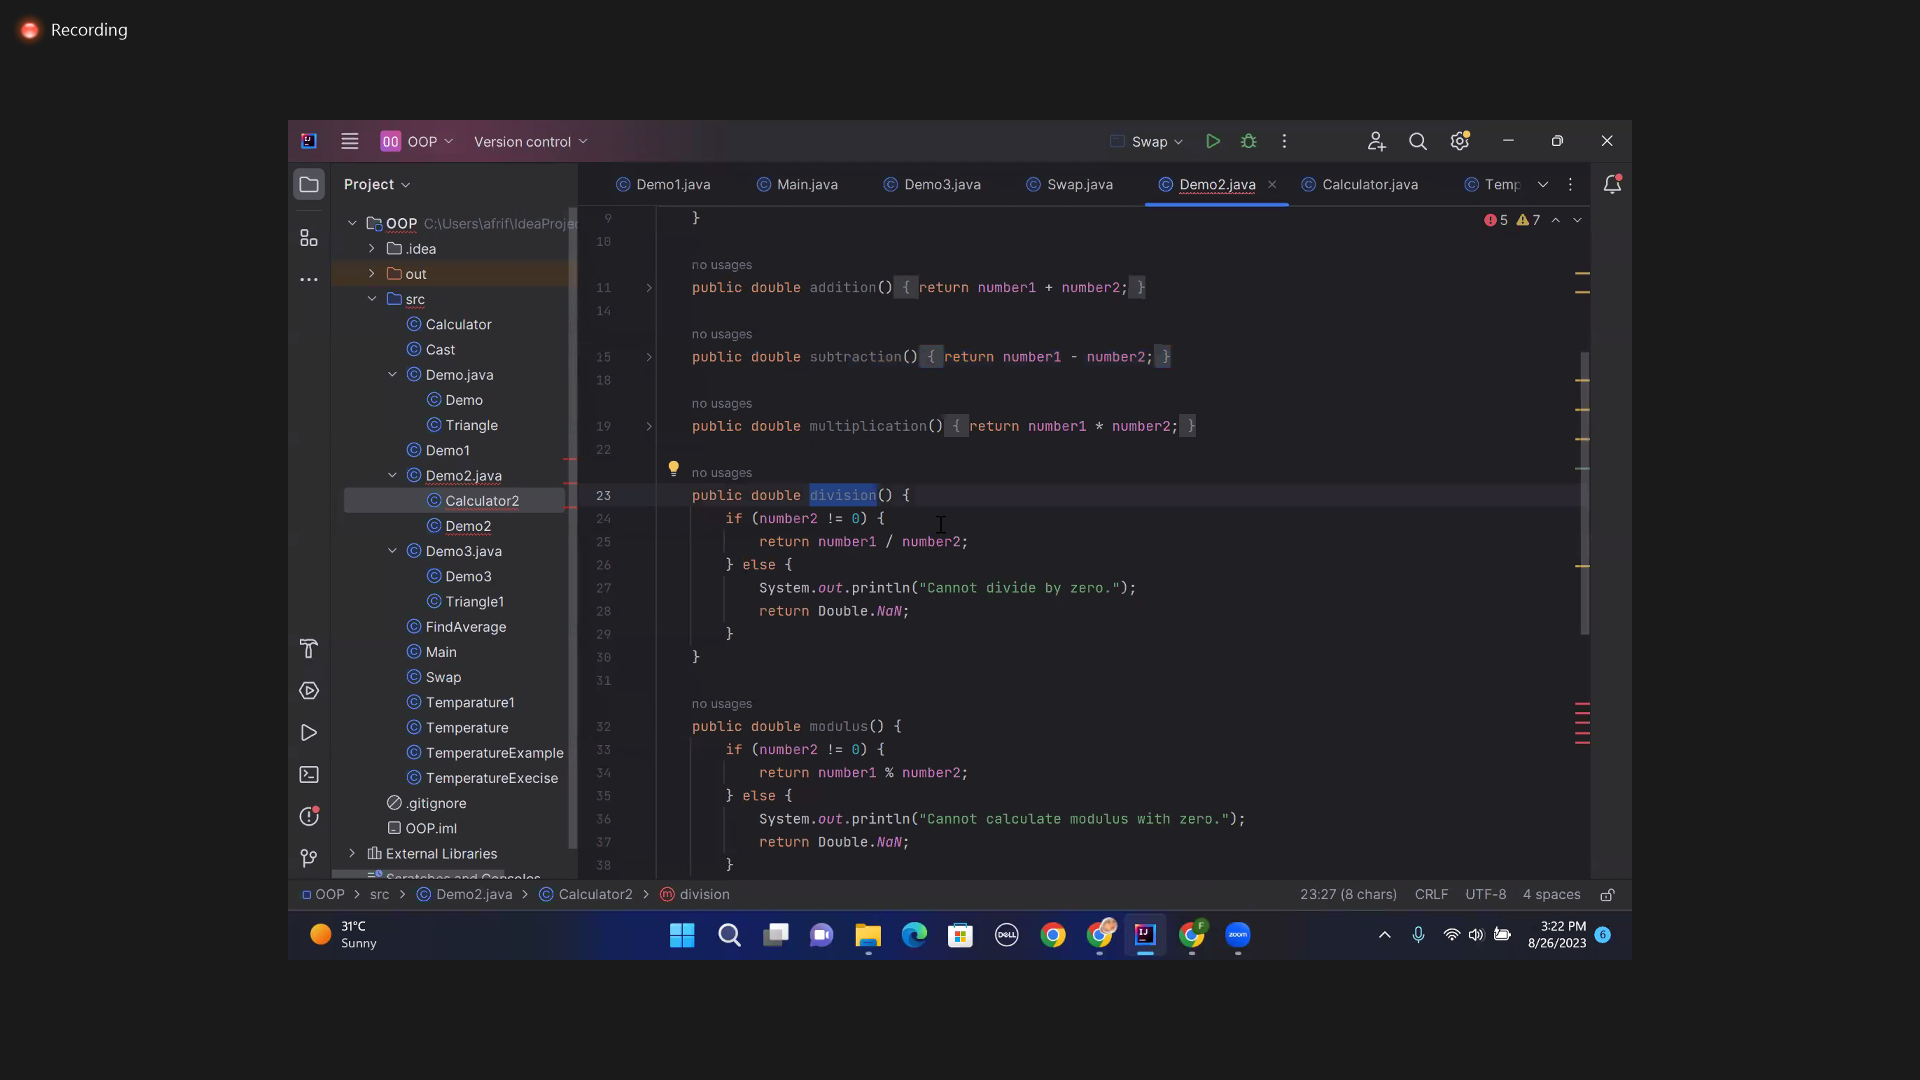 Recording
OOP
Version control
Swap
Project
Demo1.java
Main.java
Demo3.java
Swap.java
Demo2.java
Calculator.java
Temp
OOP C:\Users\afrif\IdeaProje
.idea
out
src
Calculator
Cast
Demo.java
Demo
Triangle
Demo1
Demo2.java
Calculator2
Demo2
Demo3.java
Demo3
Triangle1
FindAverage
Main
Swap
Temparature1
Temperature
TemperatureExample
TemperatureExecise
.gitignore
OOP.iml
External Libraries
Scratches and Consoles
5 7
9 }
10
no usages
11 public double addition() { return number1 + number2; }
14
no usages
15 public double subtraction() { return number1 - number2; }
18
no usages
19 public double multiplication() { return number1 * number2; }
22
no usages
23 public double division() {
24 if (number2 != 0) {
25 return number1 / number2;
26 } else {
27 System.out.println("Cannot divide by zero.");
28 return Double.NaN;
29 }
30 }
31
no usages
32 public double modulus() {
33 if (number2 != 0) {
34 return number1 % number2;
35 } else {
36 System.out.println("Cannot calculate modulus with zero.");
37 return Double.NaN;
38 }
OOP > src > Demo2.java > Calculator2 > division
23:27 (8 chars) CRLF UTF-8 4 spaces
31°C
Sunny
DELL
zoom
3:22 PM
8/26/2023
6